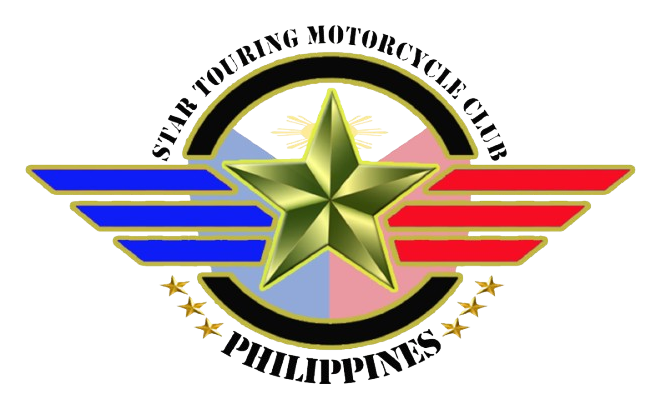 STAR TOURING MOTORCYCLE CLUB
PHILIPPINES